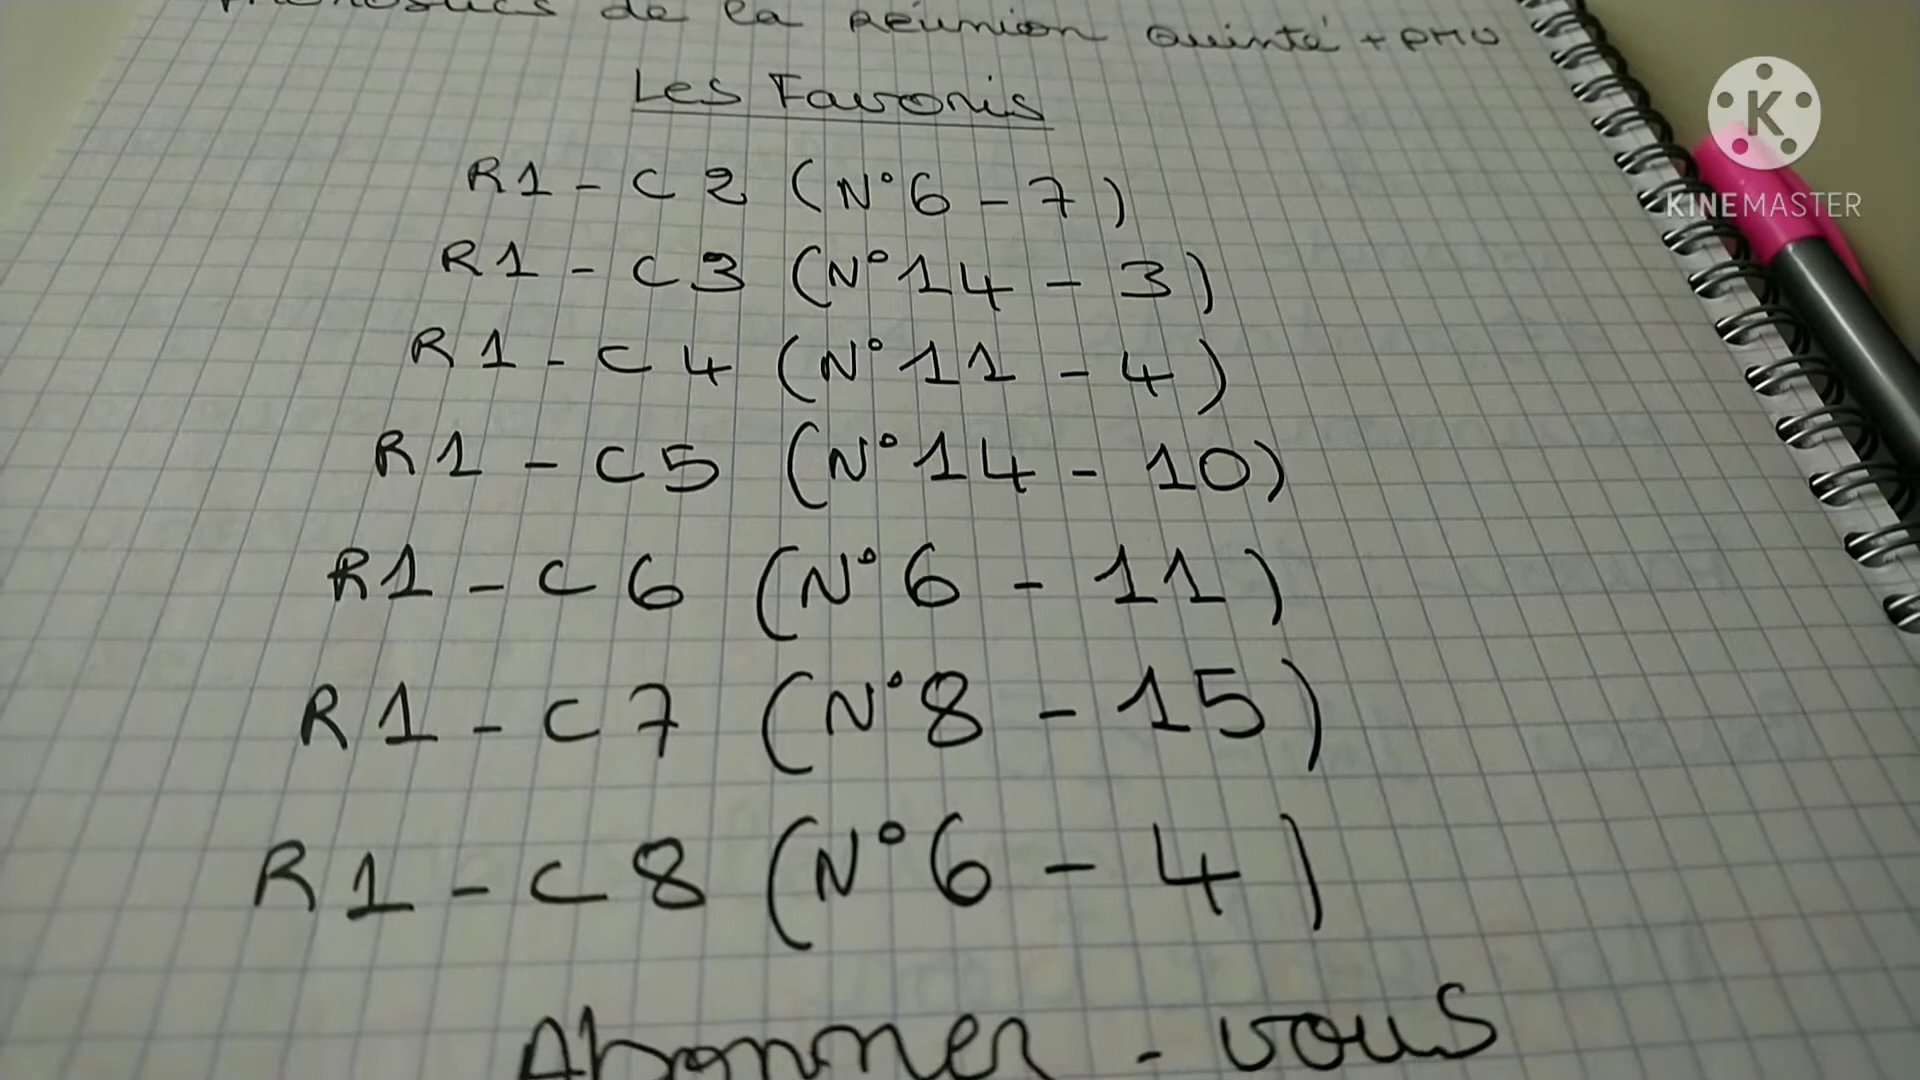 Pronostics de la Réunion Quinté + PMU
Les Favoris
R1 - C2 (N°6 - 7)
R1 - C3 (N°14 - 3)
R1 - C4 (N°11 - 4)
R1 - C5 (N°14 - 10)
R1 - C6 (N°6 - 11)
R1 - C7 (N°8 - 15)
R1 - C8 (N°6 - 4)
Abonner - vous
K
KINEMASTER